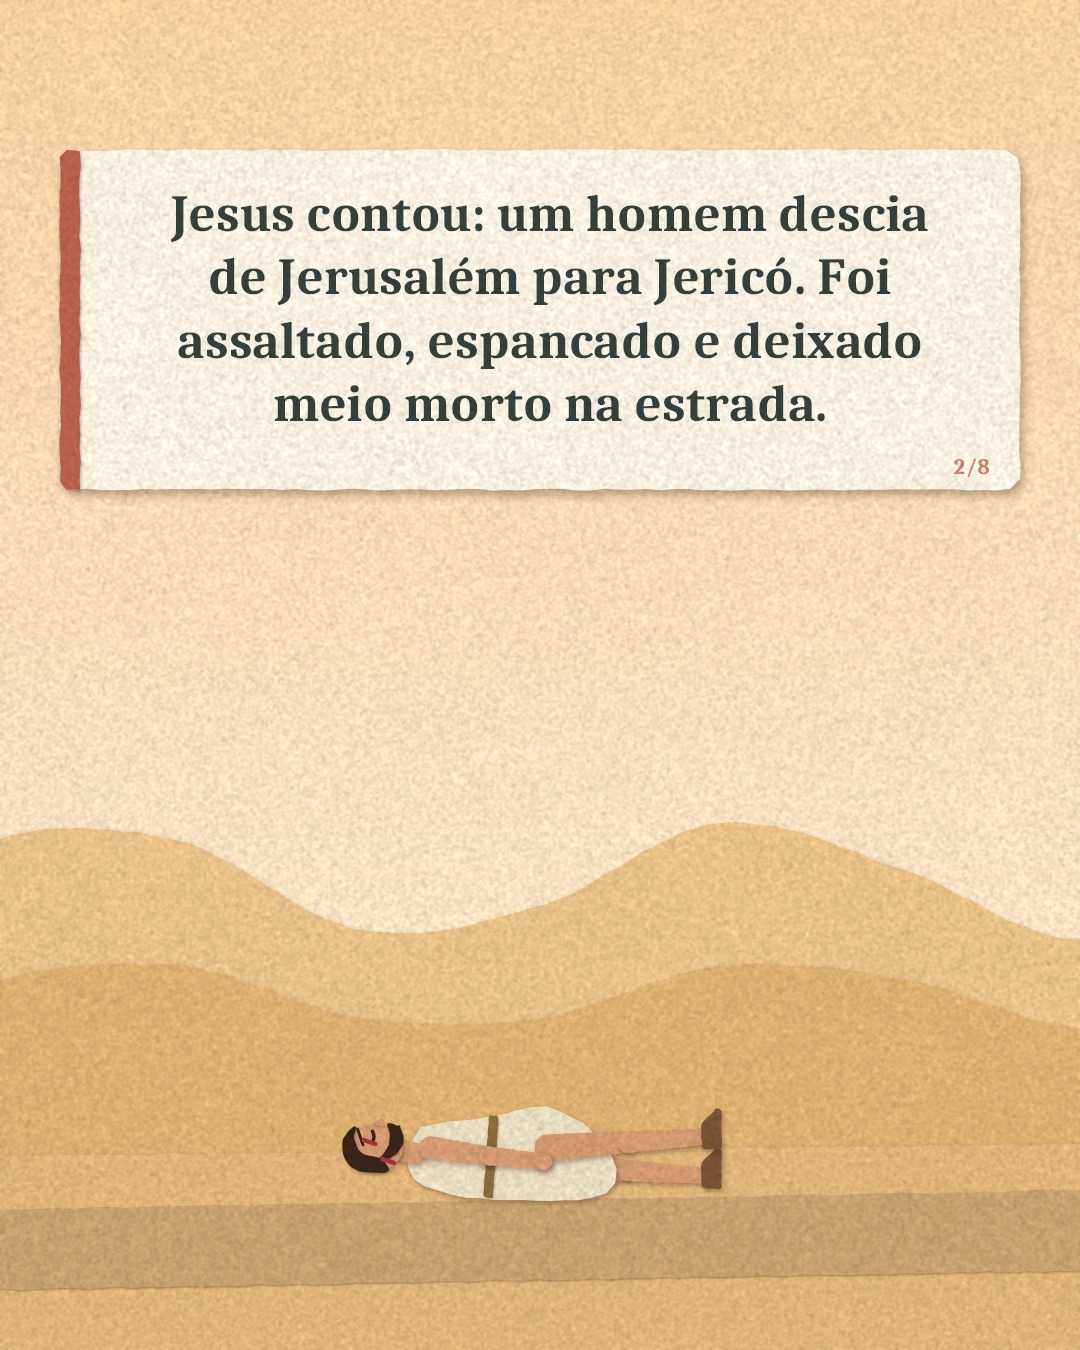 Jesus contou: um homem descia
de Jerusalém para Jericó. Foi
assaltado, espancado e deixado
meio morto na estrada.
2/8